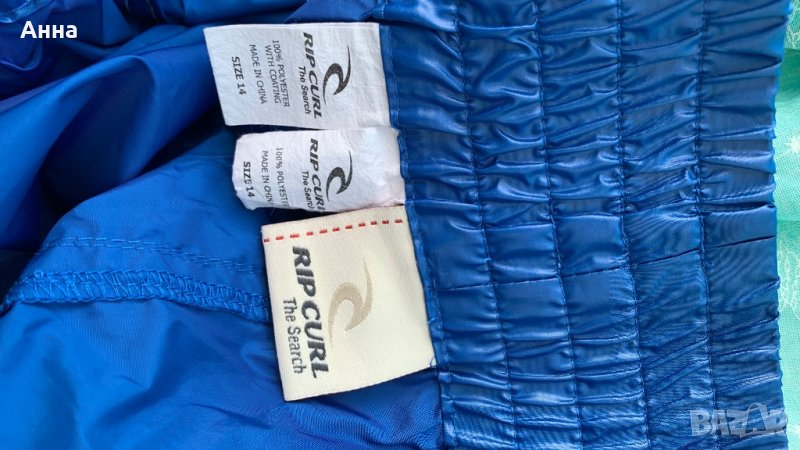 Анна
RIP CURL
The Search
100% POLYESTER
WITH COATING
MADE IN CHINA
SIZE 14
RIP CURL
The Search
100% POLYESTER
MADE IN CHINA
SIZE 14
RIP CURL
The Search
BAZAR